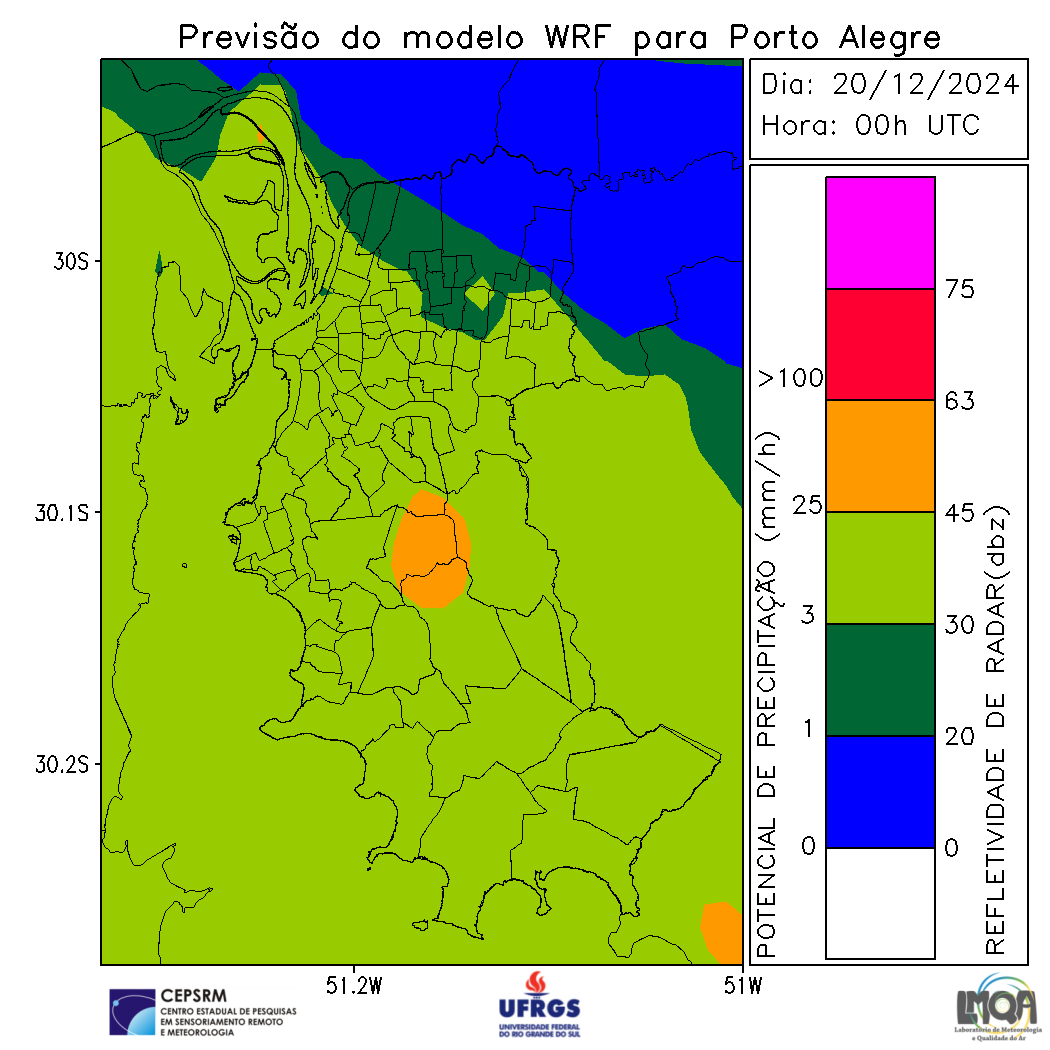 Previsão do modelo WRF para Porto Alegre
Dia: 20/12/2024
Hora: 00h UTC
30S
30.1S
30.2S
51.2W
51W
POTENCIAL DE PRECIPITAÇÃO (mm/h)
>100
25
3
1
0
75
63
45
30
20
0
REFLETIVIDADE DE RADAR(dbz)
CEPSRM
CENTRO ESTADUAL DE PESQUISAS
EM SENSORIAMENTO REMOTO
E METEOROLOGIA
UFRGS
UNIVERSIDADE FEDERAL
DO RIO GRANDE DO SUL
LMQA
Laboratório de Meteorologia
e Qualidade do Ar